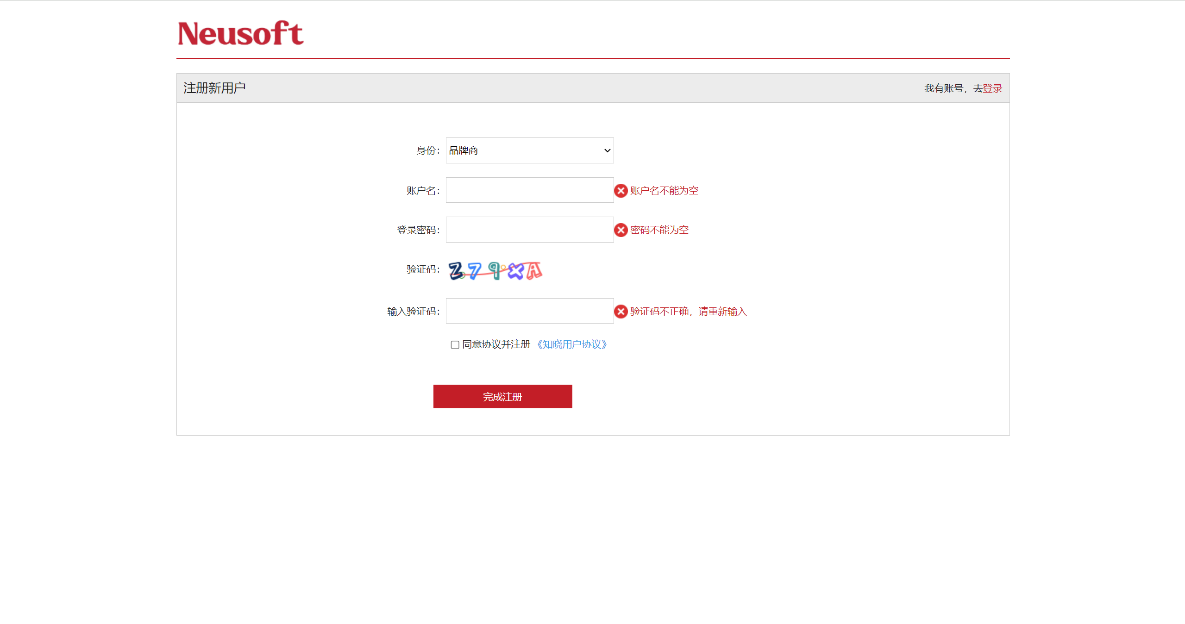 Neusoft
注册新用户
我有账号，去登录
身份：
品牌商
账户名：
账户名不能为空
登录密码：
密码不能为空
验证码：
Z79XA
输入验证码：
验证码不正确，请重新输入
同意协议并注册 《知晓用户协议》
完成注册